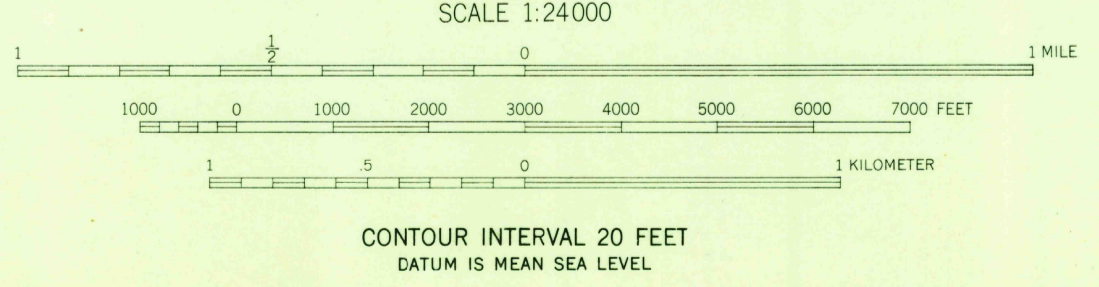 SCALE 1:24000
1 1/2 0 1 MILE
1000 0 1000 2000 3000 4000 5000 6000 7000 FEET
1 .5 0 1 KILOMETER
CONTOUR INTERVAL 20 FEET
DATUM IS MEAN SEA LEVEL